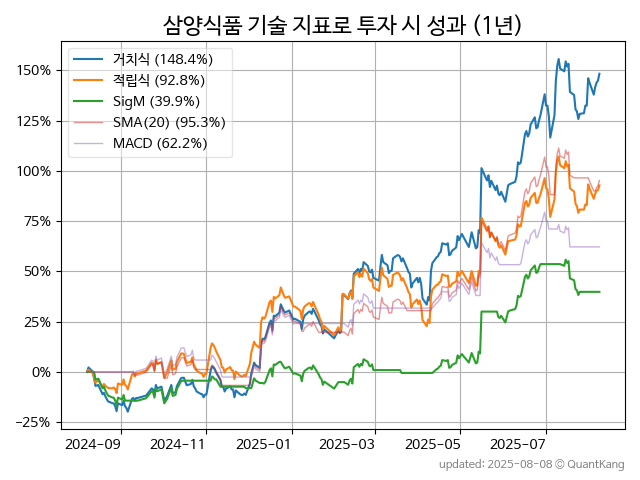 삼양식품 기술 지표로 투자 시 성과 (1년)
거치식 (148.4%)
적립식 (92.8%)
SigM (39.9%)
SMA(20) (95.3%)
MACD (62.2%)
150%
125%
100%
75%
50%
25%
0%
−25%
2024-09 2024-11 2025-01 2025-03 2025-05 2025-07
updated: 2025-08-08 ⓒ QuantKang